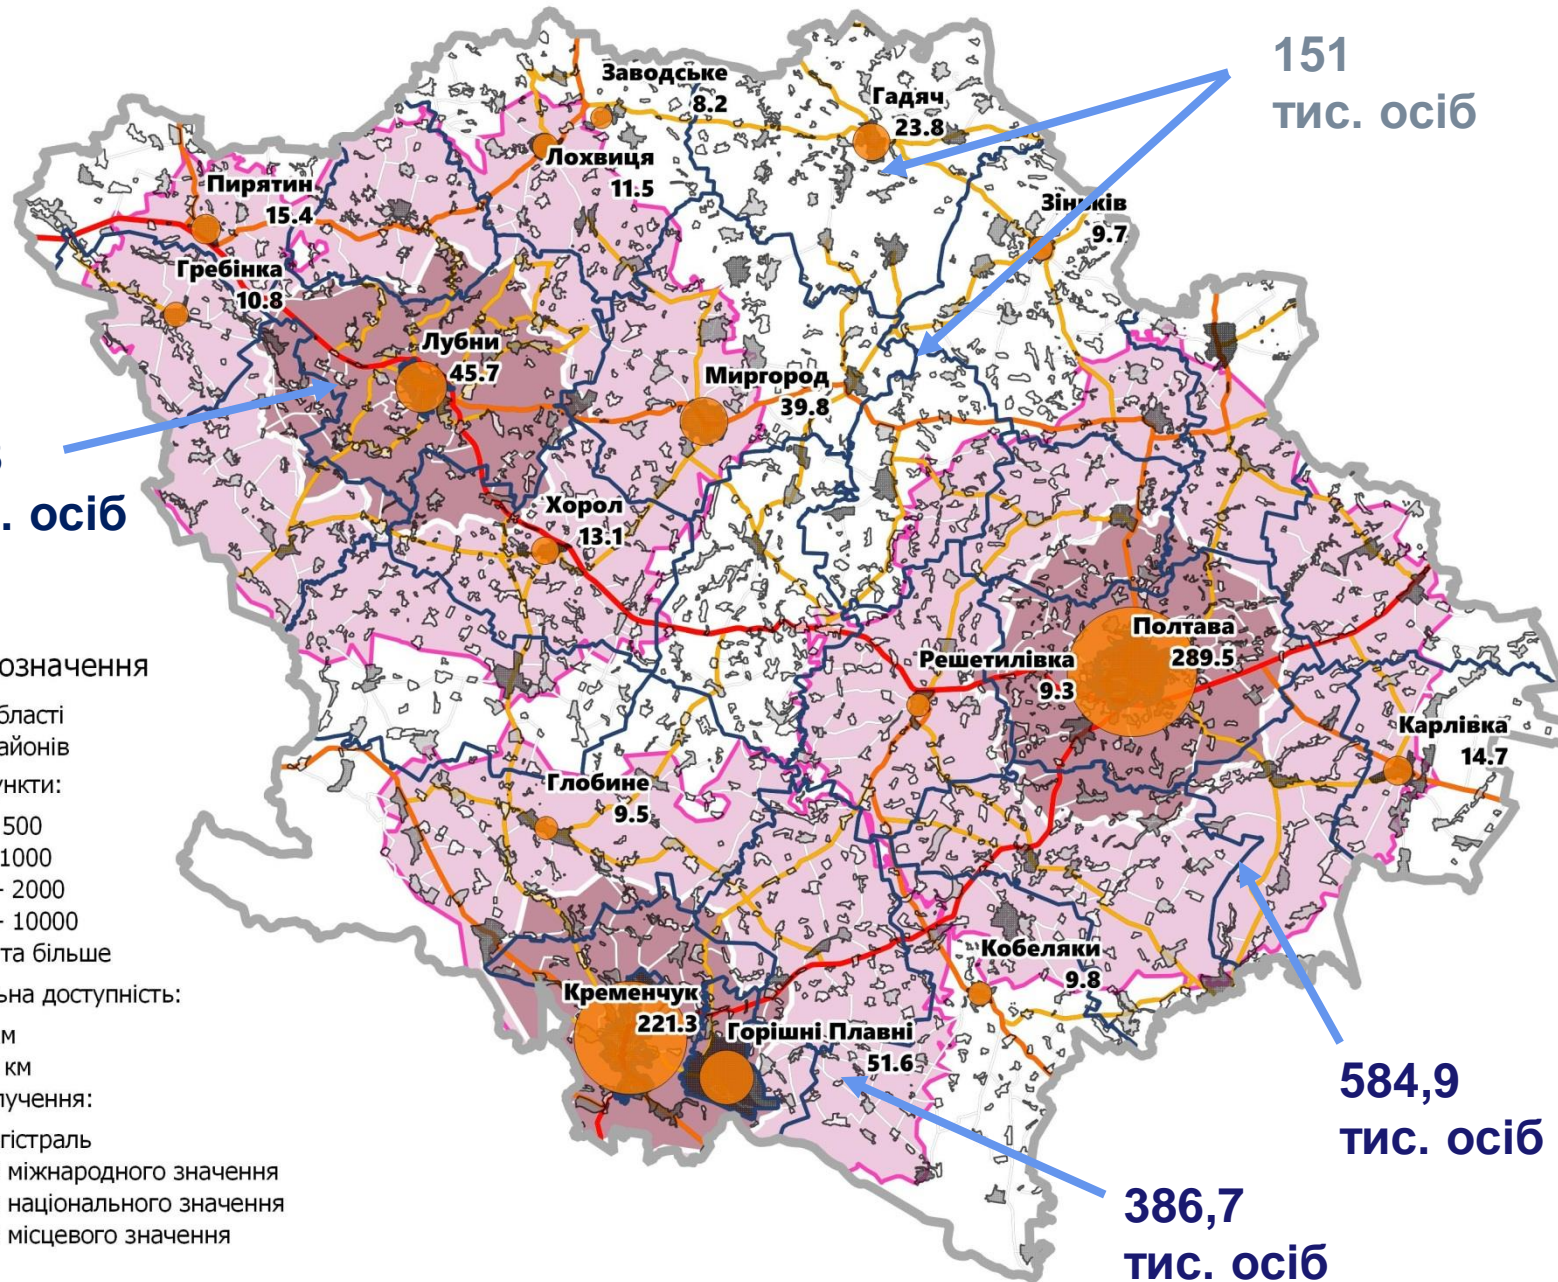 151
тис. осіб
Заводське
8.2
Гадяч
23.8
Лохвиця
11.5
Пирятин
15.4
Зіньків
9.7
Гребінка
10.8
Лубни
45.7
Миргород
39.8
. осіб
Хорол
13.1
Полтава
289.5
Решетилівка
9.3
Карлівка
14.7
Глобине
9.5
Кобеляки
9.8
Кременчук
221.3
Горішні Плавні
51.6
584,9
тис. осіб
386,7
тис. осіб
означення
бласті
айонів
ункти:
500
1000
- 2000
- 10000
та більше
ьна доступність:
м
км
лучення:
гістраль
міжнародного значення
національного значення
місцевого значення